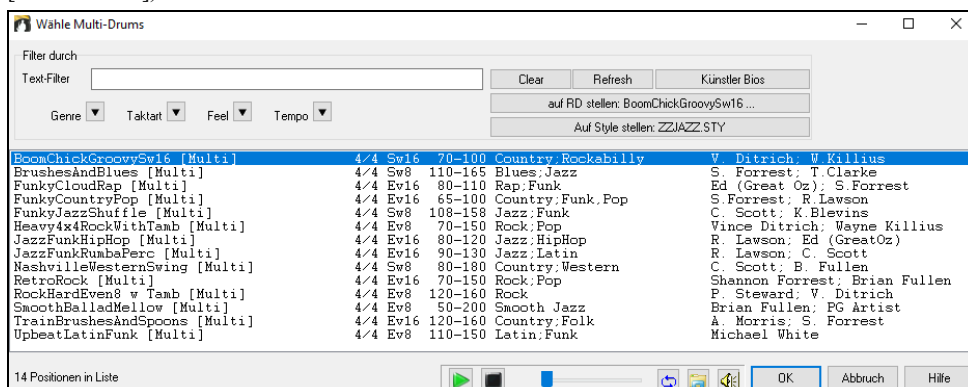 Wähle Multi-Drums
Filter durch
Text-Filter Clear Refresh Künstler Bios
auf RD stellen: BoomChickGroovySw16 ...
Genre Taktart Feel Tempo
Auf Style stellen: ZZJAZZ.STY
BoomChickGroovySw16 [Multi] 4/4 Sw16 70-100 Country;Rockabilly V. Ditrich; W.Killius
BrushesAndBlues [Multi] 4/4 Sw8 110-165 Blues;Jazz S. Forrest; T.Clarke
FunkyCloudRap [Multi] 4/4 Ev16 80-110 Rap;Funk Ed (Great Oz); S.Forrest
FunkyCountryPop [Multi] 4/4 Ev16 65-100 Country;Funk,Pop S.Forrest; R.Lawson
FunkyJazzShuffle [Multi] 4/4 Sw8 108-158 Jazz;Funk C. Scott; K.Blevins
Heavy4x4RockWithTamb [Multi] 4/4 Ev8 70-150 Rock;Pop Vince Ditrich; Wayne Killius
JazzFunkHipHop [Multi] 4/4 Ev16 80-120 Jazz;HipHop R. Lawson; Ed (GreatOz)
JazzFunkRumbaPerc [Multi] 4/4 Ev16 90-130 Jazz;Latin R. Lawson; C. Scott
NashvilleWesternSwing [Multi] 4/4 Sw8 80-180 Country;Western C. Scott; B. Fullen
RetroRock [Multi] 4/4 Ev16 70-150 Rock;Pop Shannon Forrest; Brian Fullen
RockHardEven8 w Tamb [Multi] 4/4 Ev8 120-160 Rock P. Steward; V. Ditrich
SmoothBalladMellow [Multi] 4/4 Ev8 50-200 Smooth Jazz Brian Fullen; PG Artist
TrainBrushesAndSpoons [Multi] 4/4 Ev16 120-160 Country;Folk A. Morris; S. Forrest
UpbeatLatinFunk [Multi] 4/4 Ev8 110-150 Latin;Funk Michael White
14 Positionen in Liste OK Abbruch Hilfe